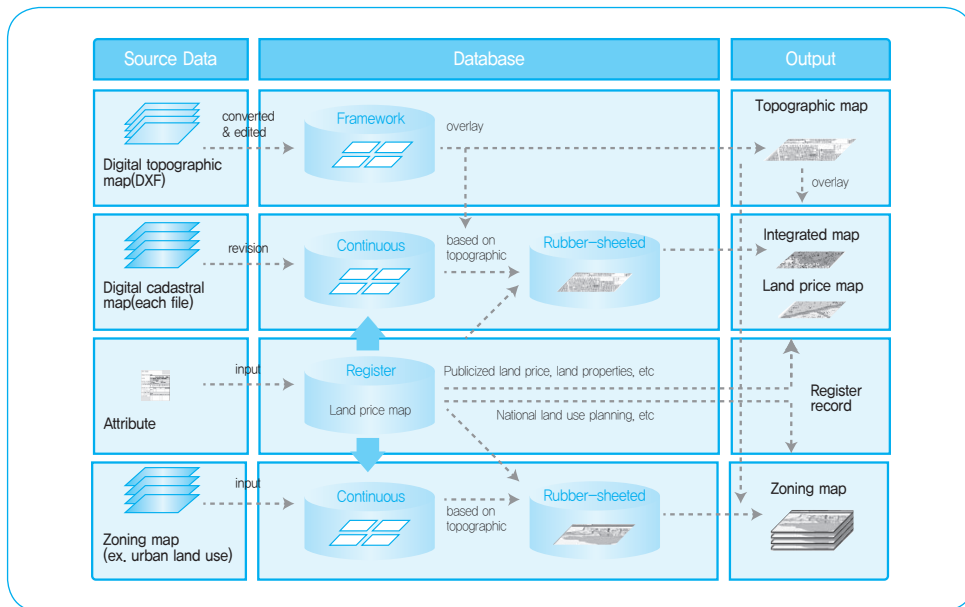 Source Data
Database
Output
Digital topographic
map(DXF)
converted
& edited
Framework
overlay
Topographic map
overlay
Digital cadastral
map(each file)
revision
Continuous
based on
topographic
Rubber-sheeted
Integrated map
Land price map
Attribute
input
Register
Land price map
Publicized land price, land properties, etc
National land use planning, etc
Register
record
Zoning map
(ex. urban land use)
input
Continuous
based on
topographic
Rubber-sheeted
Zoning map